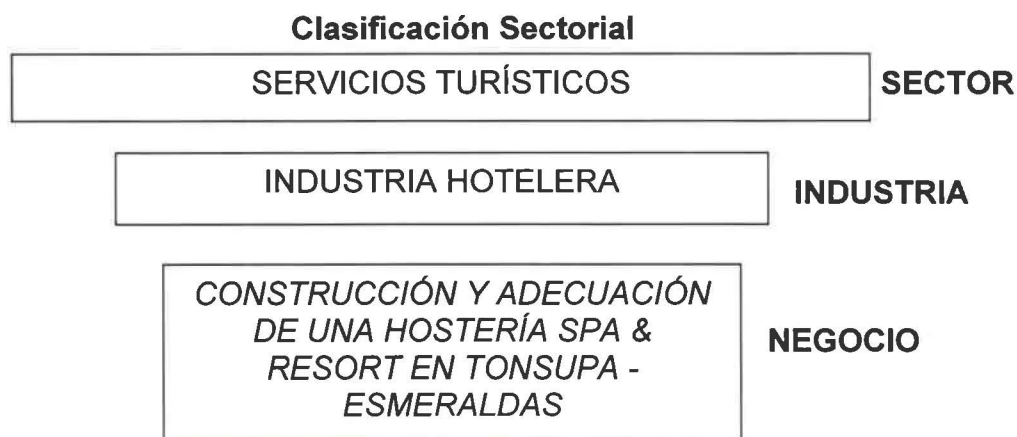 Clasificación Sectorial
SERVICIOS TURÍSTICOS
SECTOR
INDUSTRIA HOTELERA
INDUSTRIA
CONSTRUCCIÓN Y ADECUACIÓN
DE UNA HOSTERÍA SPA &
RESORT EN TONSUPA -
ESMERALDAS
NEGOCIO